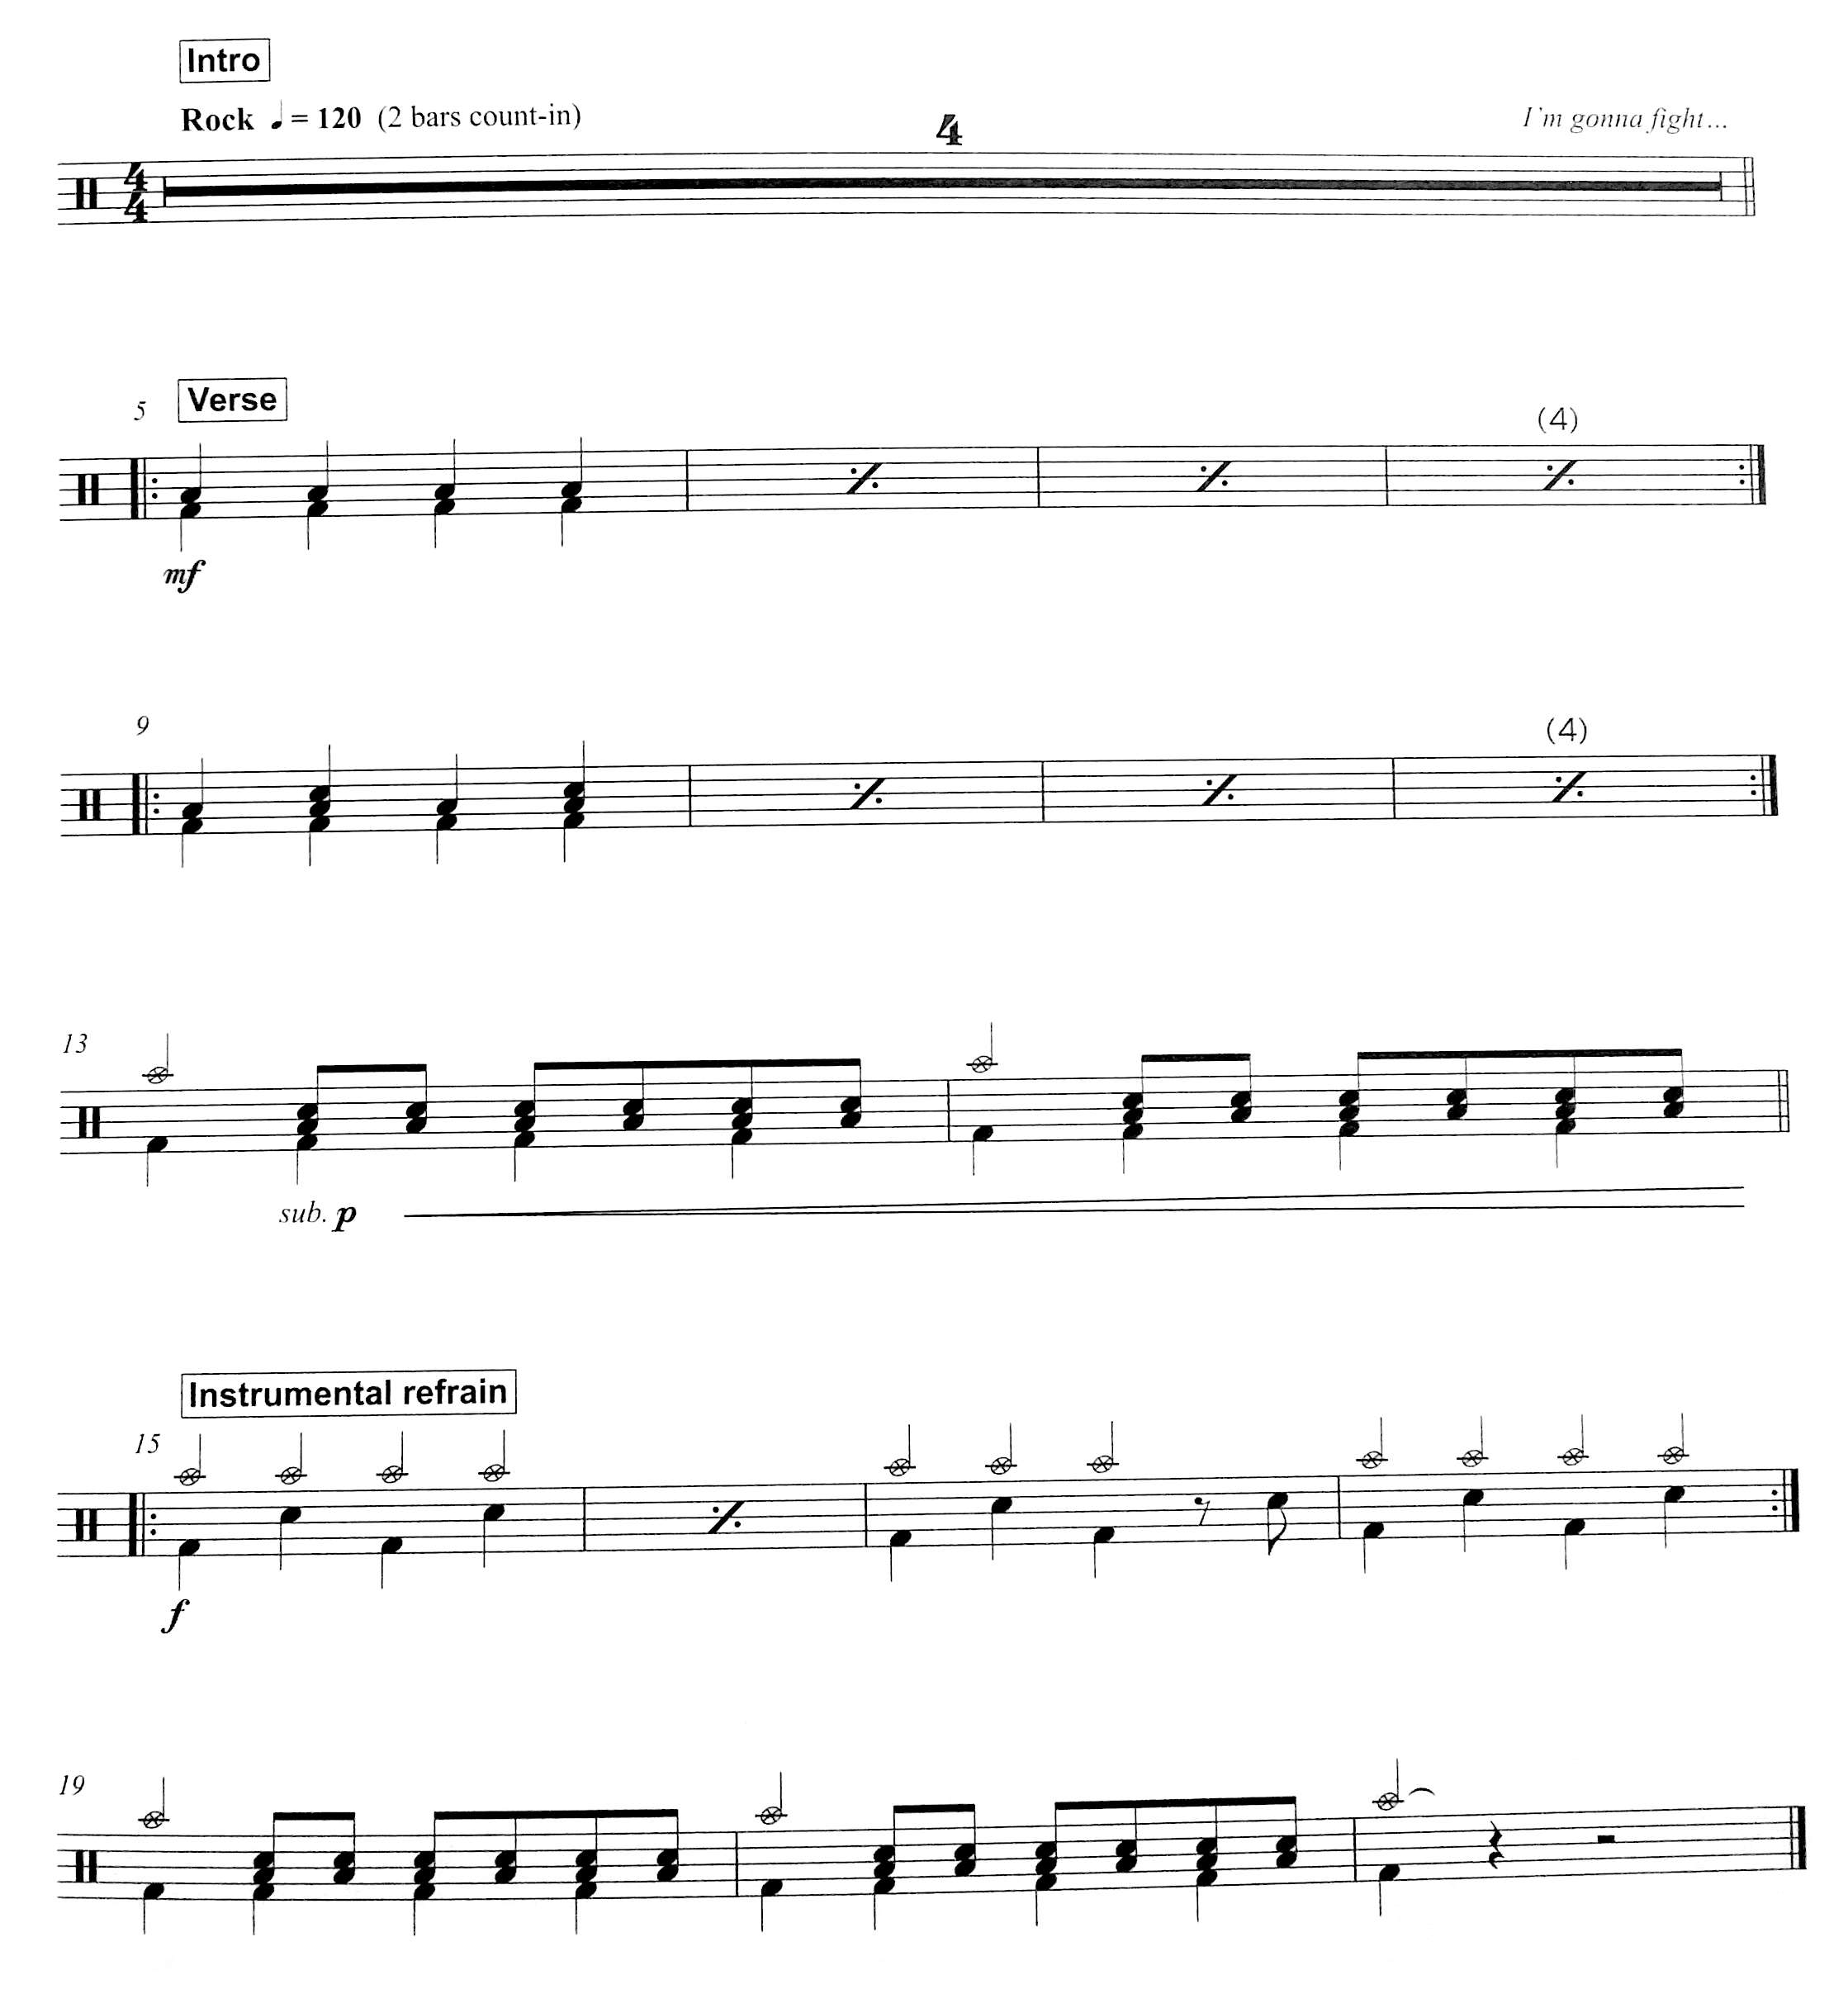 Intro
Rock ♩ = 120 (2 bars count-in)
4
I'm gonna fight...
4
4
5
Verse
(4)
mf
9
(4)
13
sub. p
Instrumental refrain
15
f
19